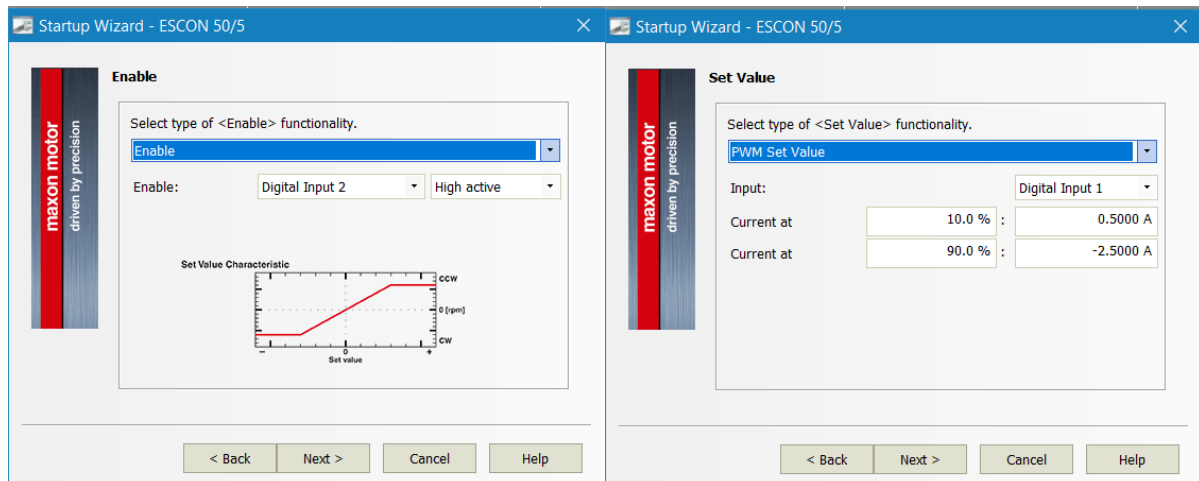 Startup Wizard - ESCON 50/5
Enable
maxon motor
driven by precision
Select type of <Enable> functionality.
Enable
Enable: Digital Input 2 High active
Set Value Characteristic
CCW
0 [rpm]
CW
- 0 +
Set value
< Back Next > Cancel Help
Startup Wizard - ESCON 50/5
Set Value
maxon motor
driven by precision
Select type of <Set Value> functionality.
PWM Set Value
Input: Digital Input 1
Current at 10.0 % : 0.5000 A
Current at 90.0 % : -2.5000 A
< Back Next > Cancel Help